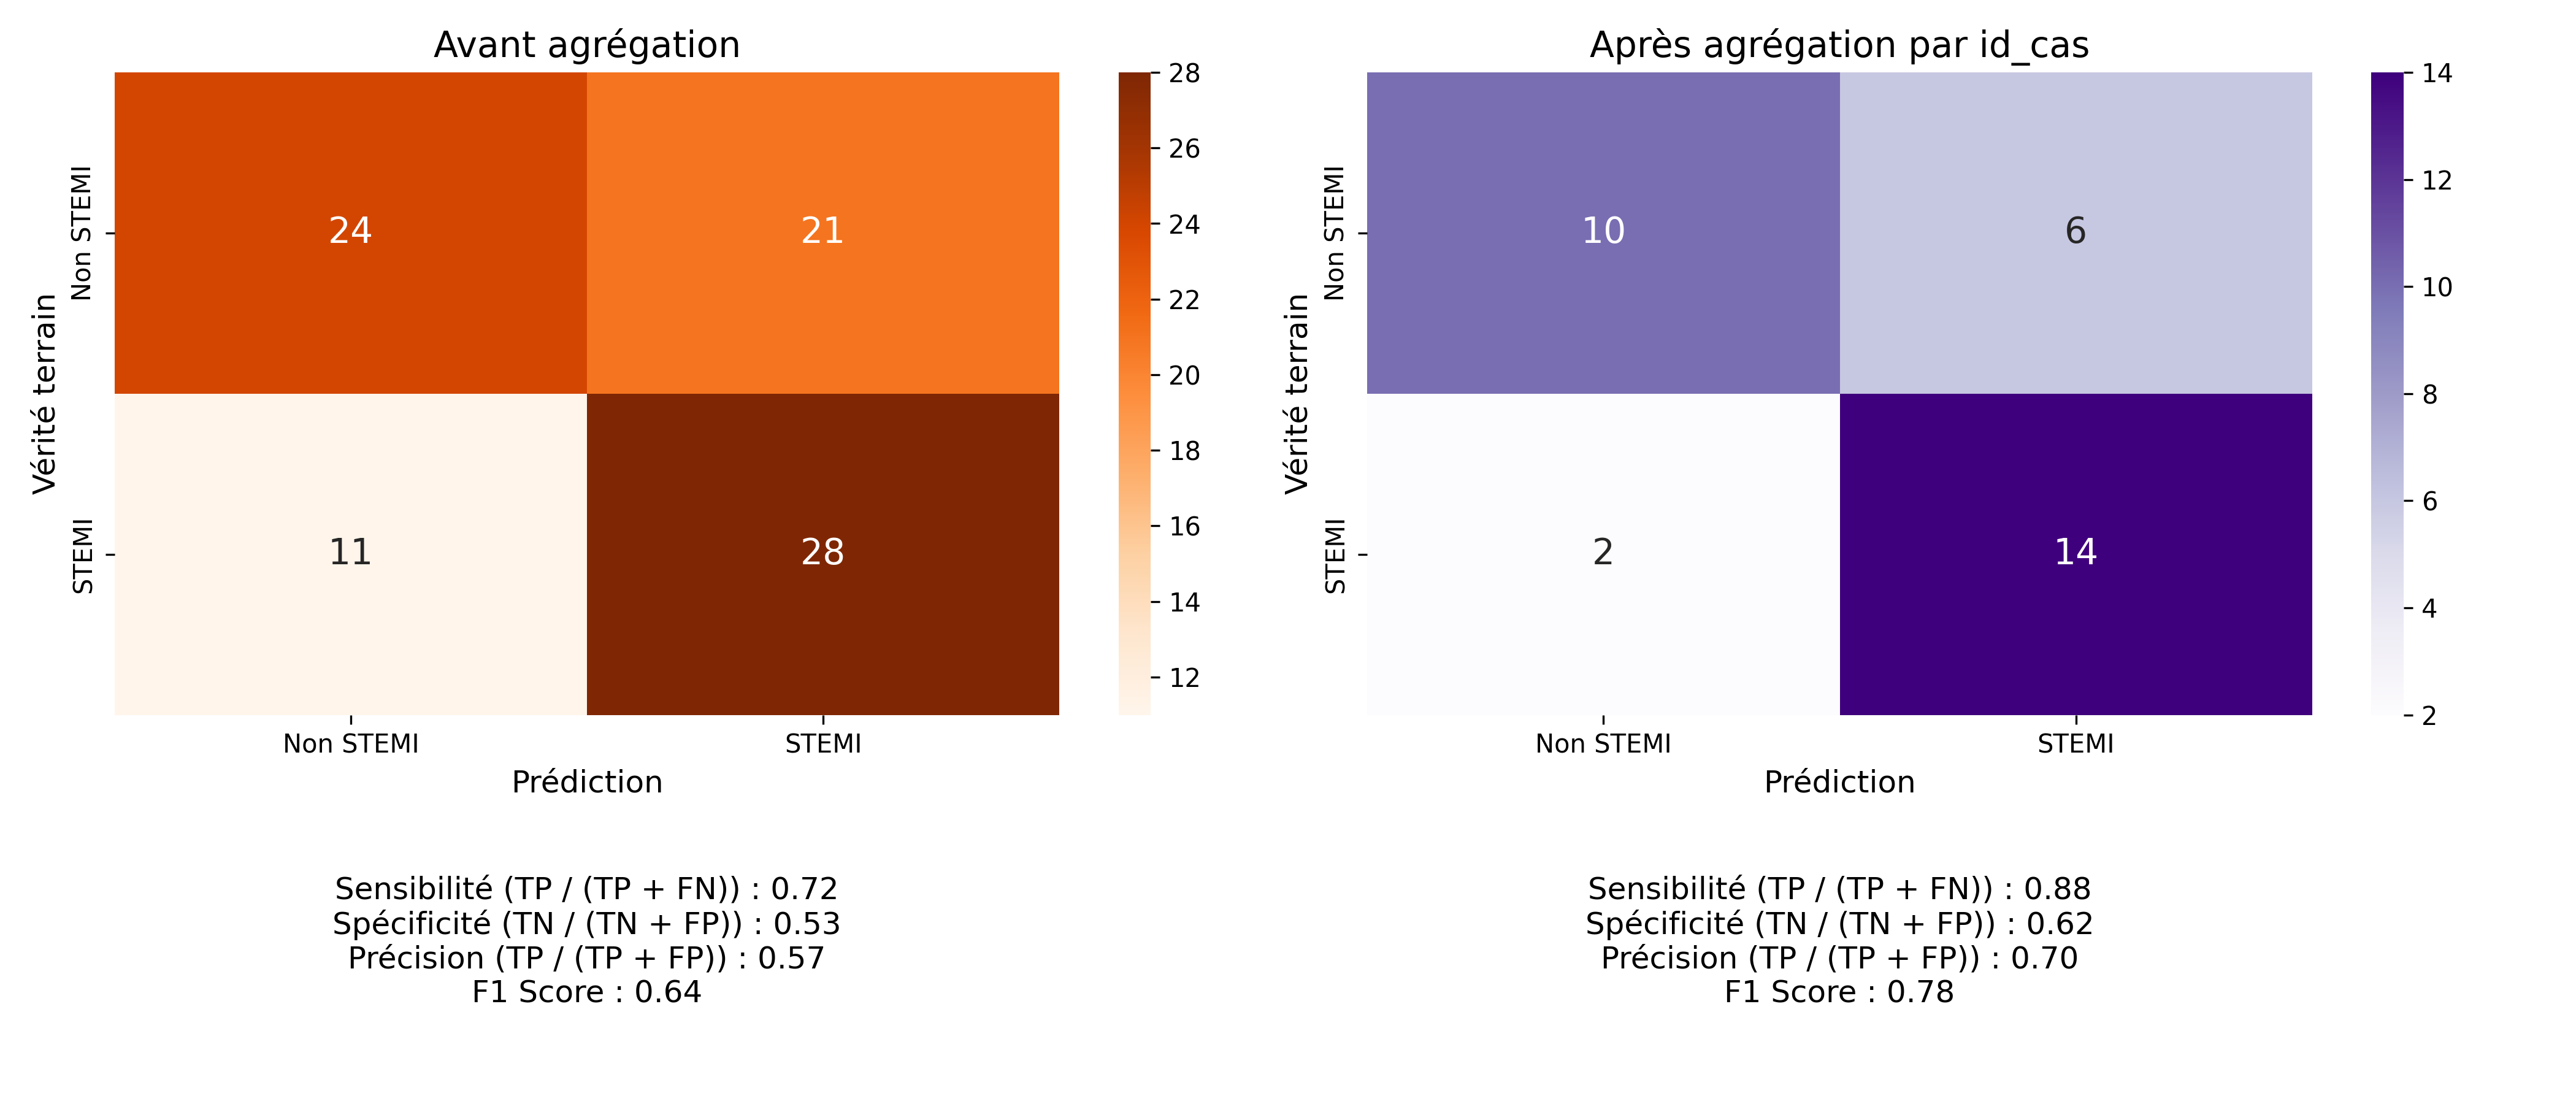 Avant agrégation
28
26
24
22
20
18
16
14
12
Non STEMI
STEMI
Vérité terrain
24
21
11
28
Non STEMI
STEMI
Prédiction
Sensibilité (TP / (TP + FN)) : 0.72
Spécificité (TN / (TN + FP)) : 0.53
Précision (TP / (TP + FP)) : 0.57
F1 Score : 0.64
Après agrégation par id_cas
14
12
10
8
6
4
2
Non STEMI
STEMI
Vérité terrain
10
6
2
14
Non STEMI
STEMI
Prédiction
Sensibilité (TP / (TP + FN)) : 0.88
Spécificité (TN / (TN + FP)) : 0.62
Précision (TP / (TP + FP)) : 0.70
F1 Score : 0.78